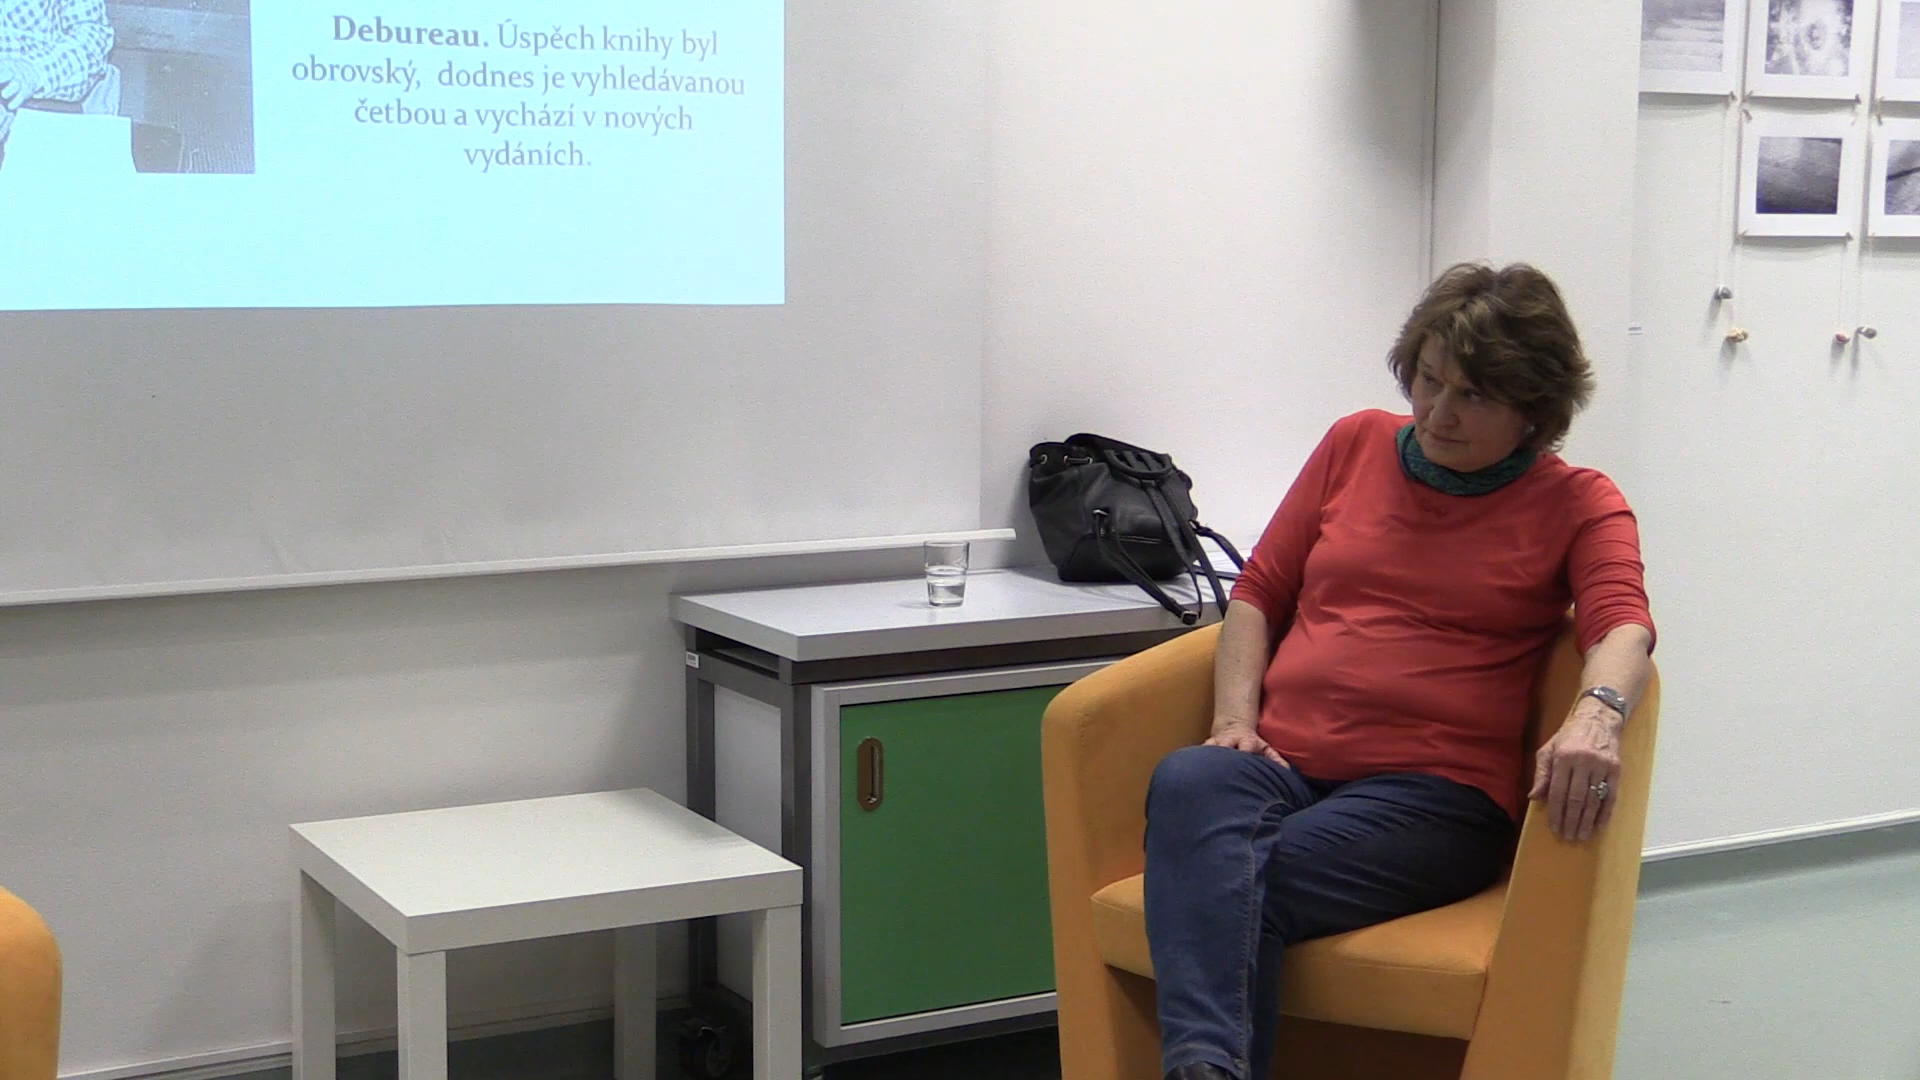 Debureau. Úspěch knihy byl
obrovský, dodnes je vyhledávanou
četbou a vychází v nových
vydáních.